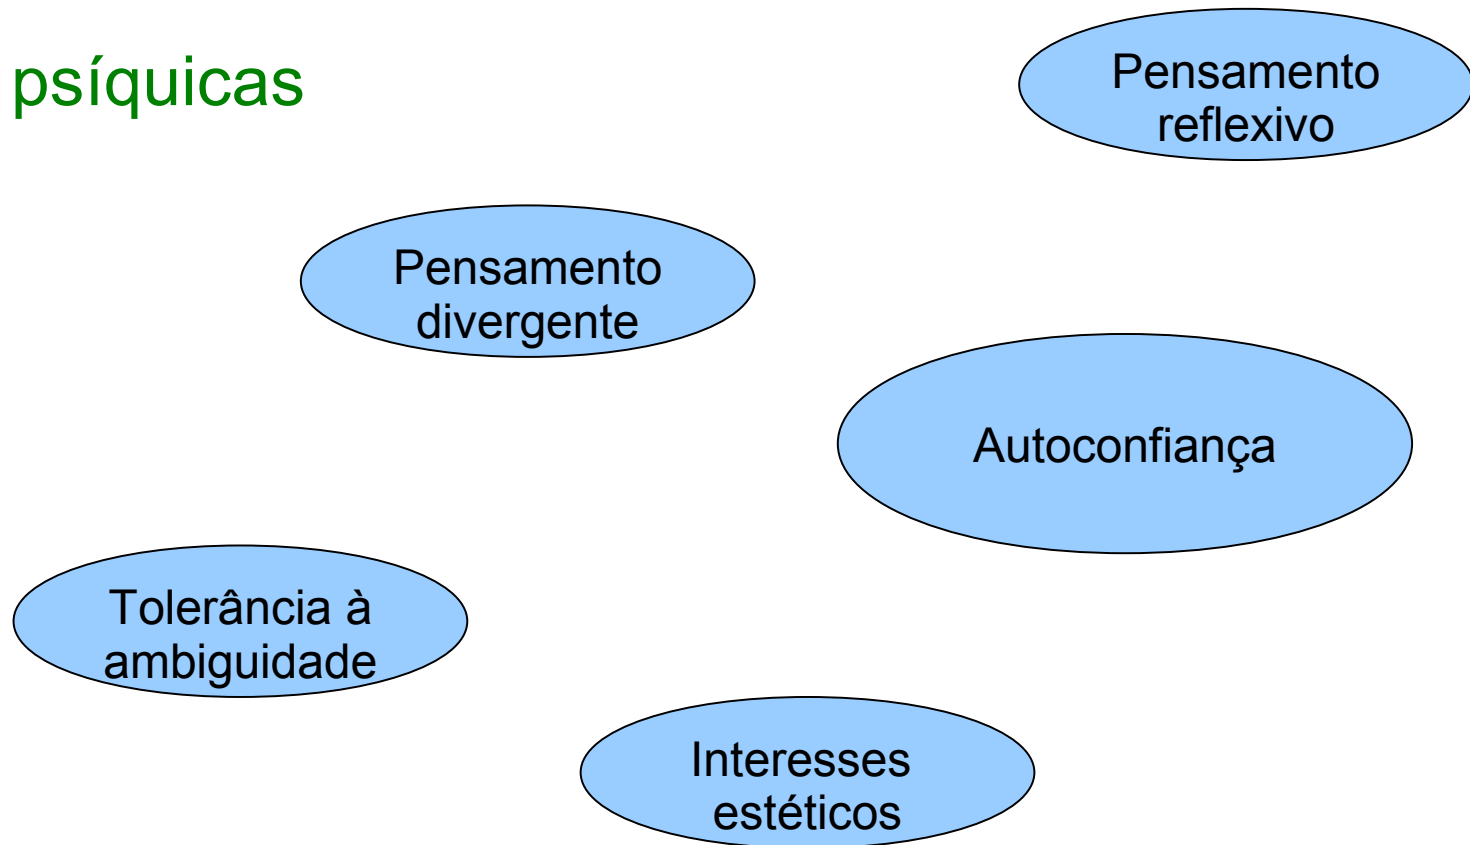 psíquicas
Pensamento
reflexivo
Pensamento
divergente
Autoconfiança
Tolerância à
ambiguidade
Interesses
estéticos